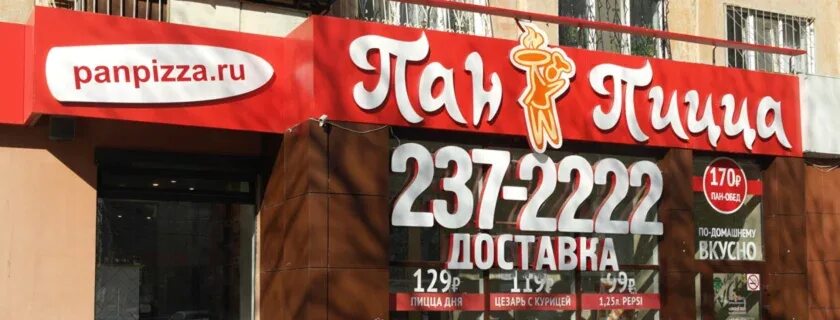 panpizza.ru
Пан Пицца
237-2222
ДОСТАВКА
170₽
ПАН-ОБЕД
ПО-ДОМАШНЕМУ
ВКУСНО
129₽ 119₽ 99₽
ПИЦЦА ДНЯ ЦЕЗАРЬ С КУРИЦЕЙ 1,25л. PEPSI